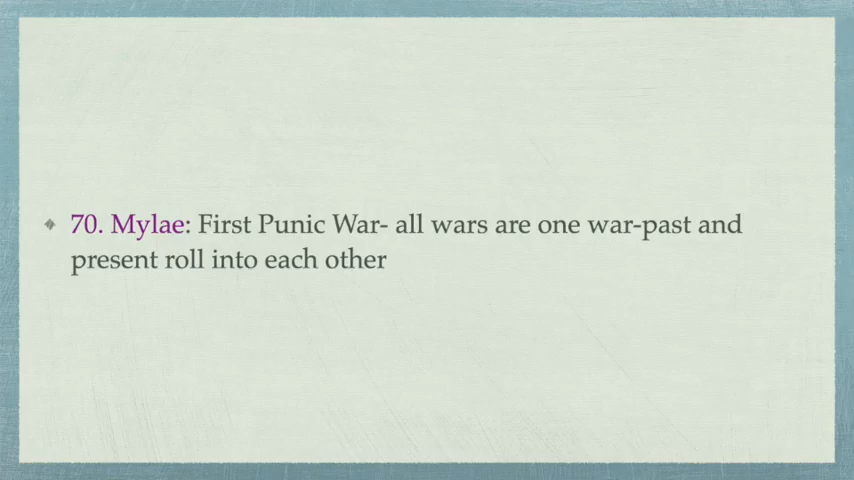 70. Mylae: First Punic War- all wars are one war-past and
present roll into each other